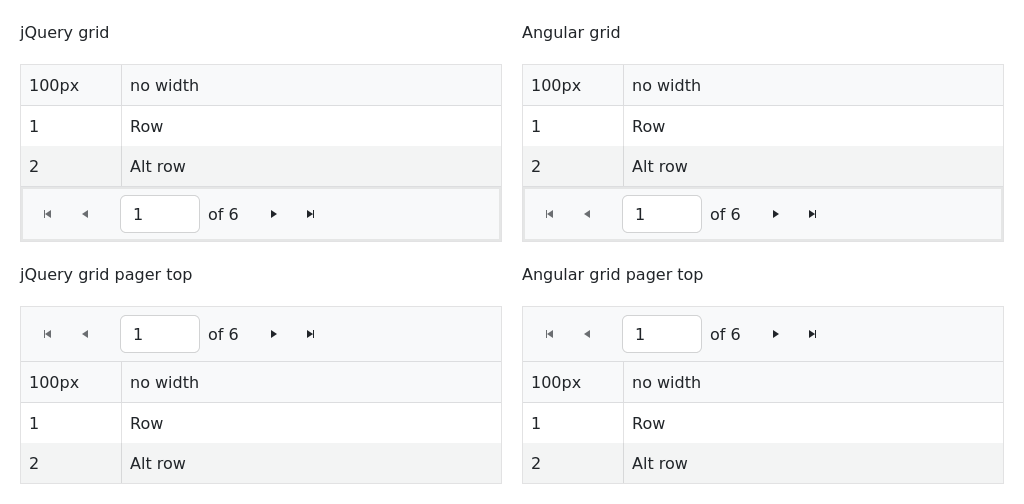 jQuery grid
100px no width
1 Row
2 Alt row
1 of 6
Angular grid
100px no width
1 Row
2 Alt row
1 of 6
jQuery grid pager top
1 of 6
100px no width
1 Row
2 Alt row
Angular grid pager top
1 of 6
100px no width
1 Row
2 Alt row